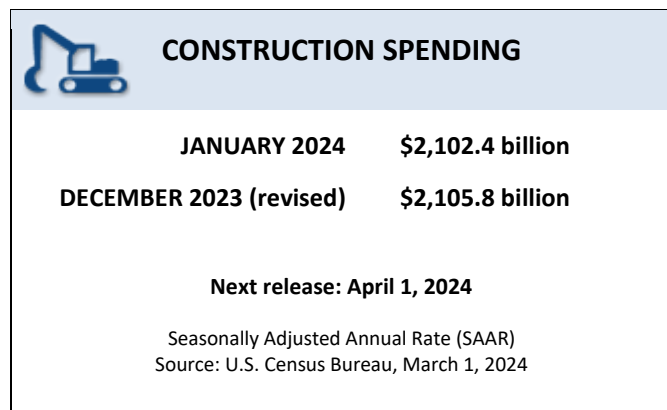 CONSTRUCTION SPENDING
JANUARY 2024 $2,102.4 billion
DECEMBER 2023 (revised) $2,105.8 billion
Next release: April 1, 2024
Seasonally Adjusted Annual Rate (SAAR)
Source: U.S. Census Bureau, March 1, 2024